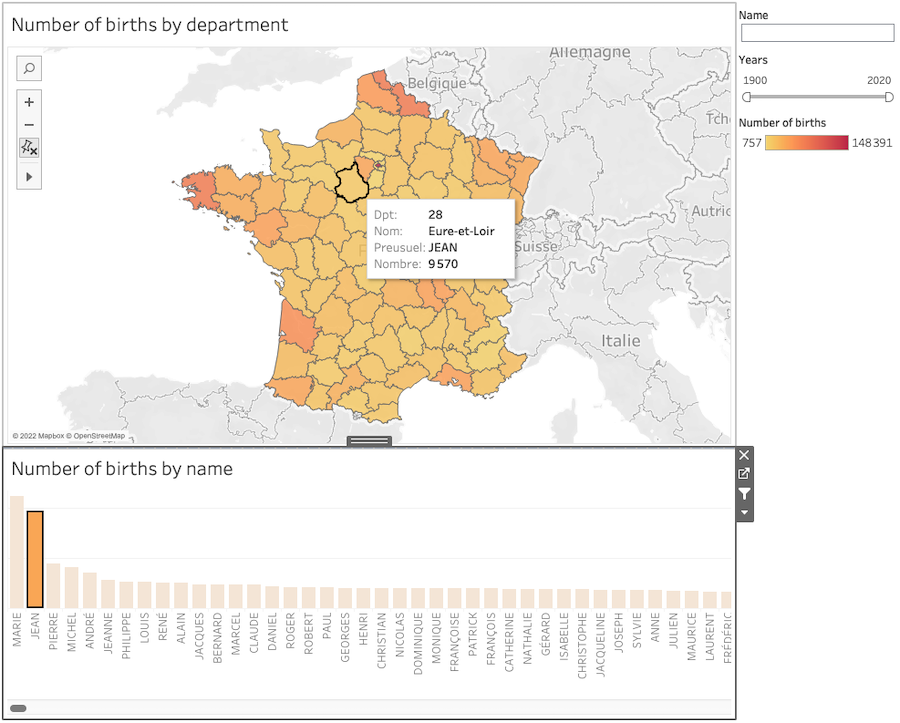 Number of births by department
Name
Years
1900 2020
Number of births
757 148 391
Allemagne
Belgique
Tch
Autric
Suisse
Italie
Dpt: 28
Nom: Eure-et-Loir
Preusuel: JEAN
Nombre: 9 570
© 2022 Mapbox © OpenStreetMap
Number of births by name
MARIE
JEAN
PIERRE
MICHEL
ANDRÉ
JEANNE
PHILIPPE
LOUIS
RENÉ
ALAIN
JACQUES
BERNARD
MARCEL
CLAUDE
DANIEL
ROGER
ROBERT
PAUL
GEORGES
HENRI
CHRISTIAN
NICOLAS
DOMINIQUE
MONIQUE
FRANÇOISE
PATRICK
FRANÇOIS
CATHERINE
NATHALIE
GÉRARD
ISABELLE
CHRISTOPHE
JACQUELINE
JOSEPH
SYLVIE
ANNE
JULIEN
MAURICE
LAURENT
FRÉDÉRIC